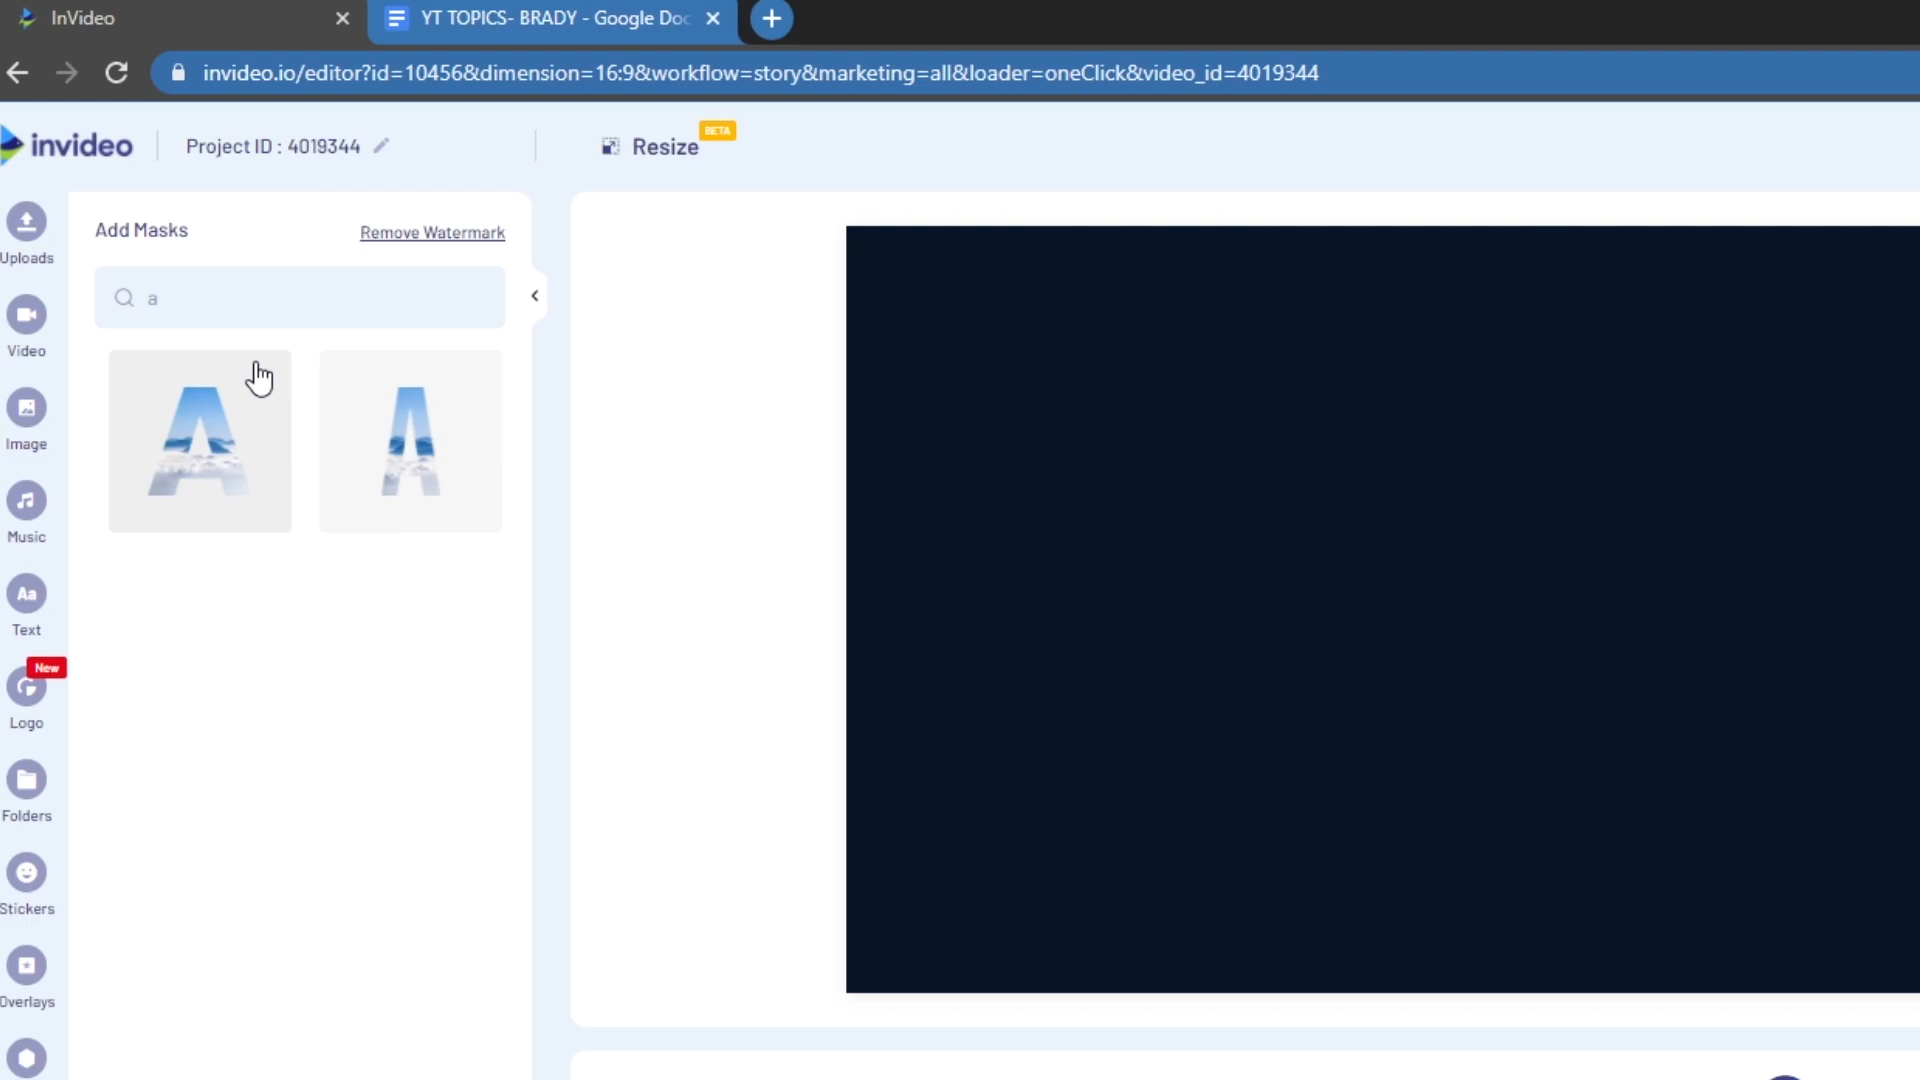 InVideo
YT TOPICS- BRADY - Google Doc
invideo.io/editor?id=10456&dimension=16:9&workflow=story&marketing=all&loader=oneClick&video_id=4019344
invideo
Project ID : 4019344
Resize
BETA
Uploads
Video
Image
Music
Aa
Text
New
Logo
Folders
Stickers
Overlays
Add Masks
Remove Watermark
a
A
A